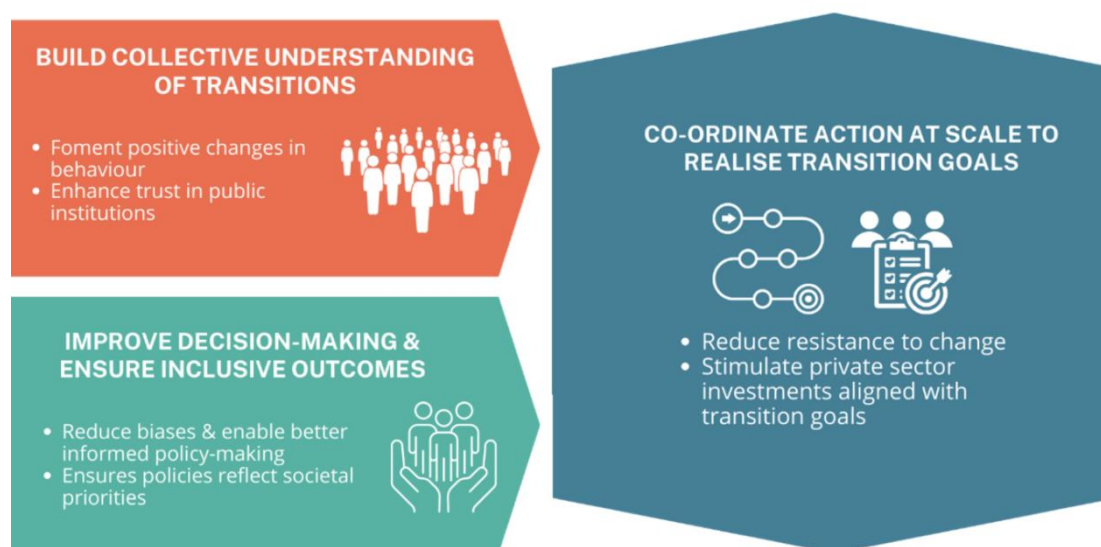 BUILD COLLECTIVE UNDERSTANDING
OF TRANSITIONS
• Foment positive changes in
behaviour
• Enhance trust in public
institutions
IMPROVE DECISION-MAKING &
ENSURE INCLUSIVE OUTCOMES
• Reduce biases & enable better
informed policy-making
• Ensures policies reflect societal
priorities
CO-ORDINATE ACTION AT SCALE TO
REALISE TRANSITION GOALS
• Reduce resistance to change
• Stimulate private sector
investments aligned with
transition goals